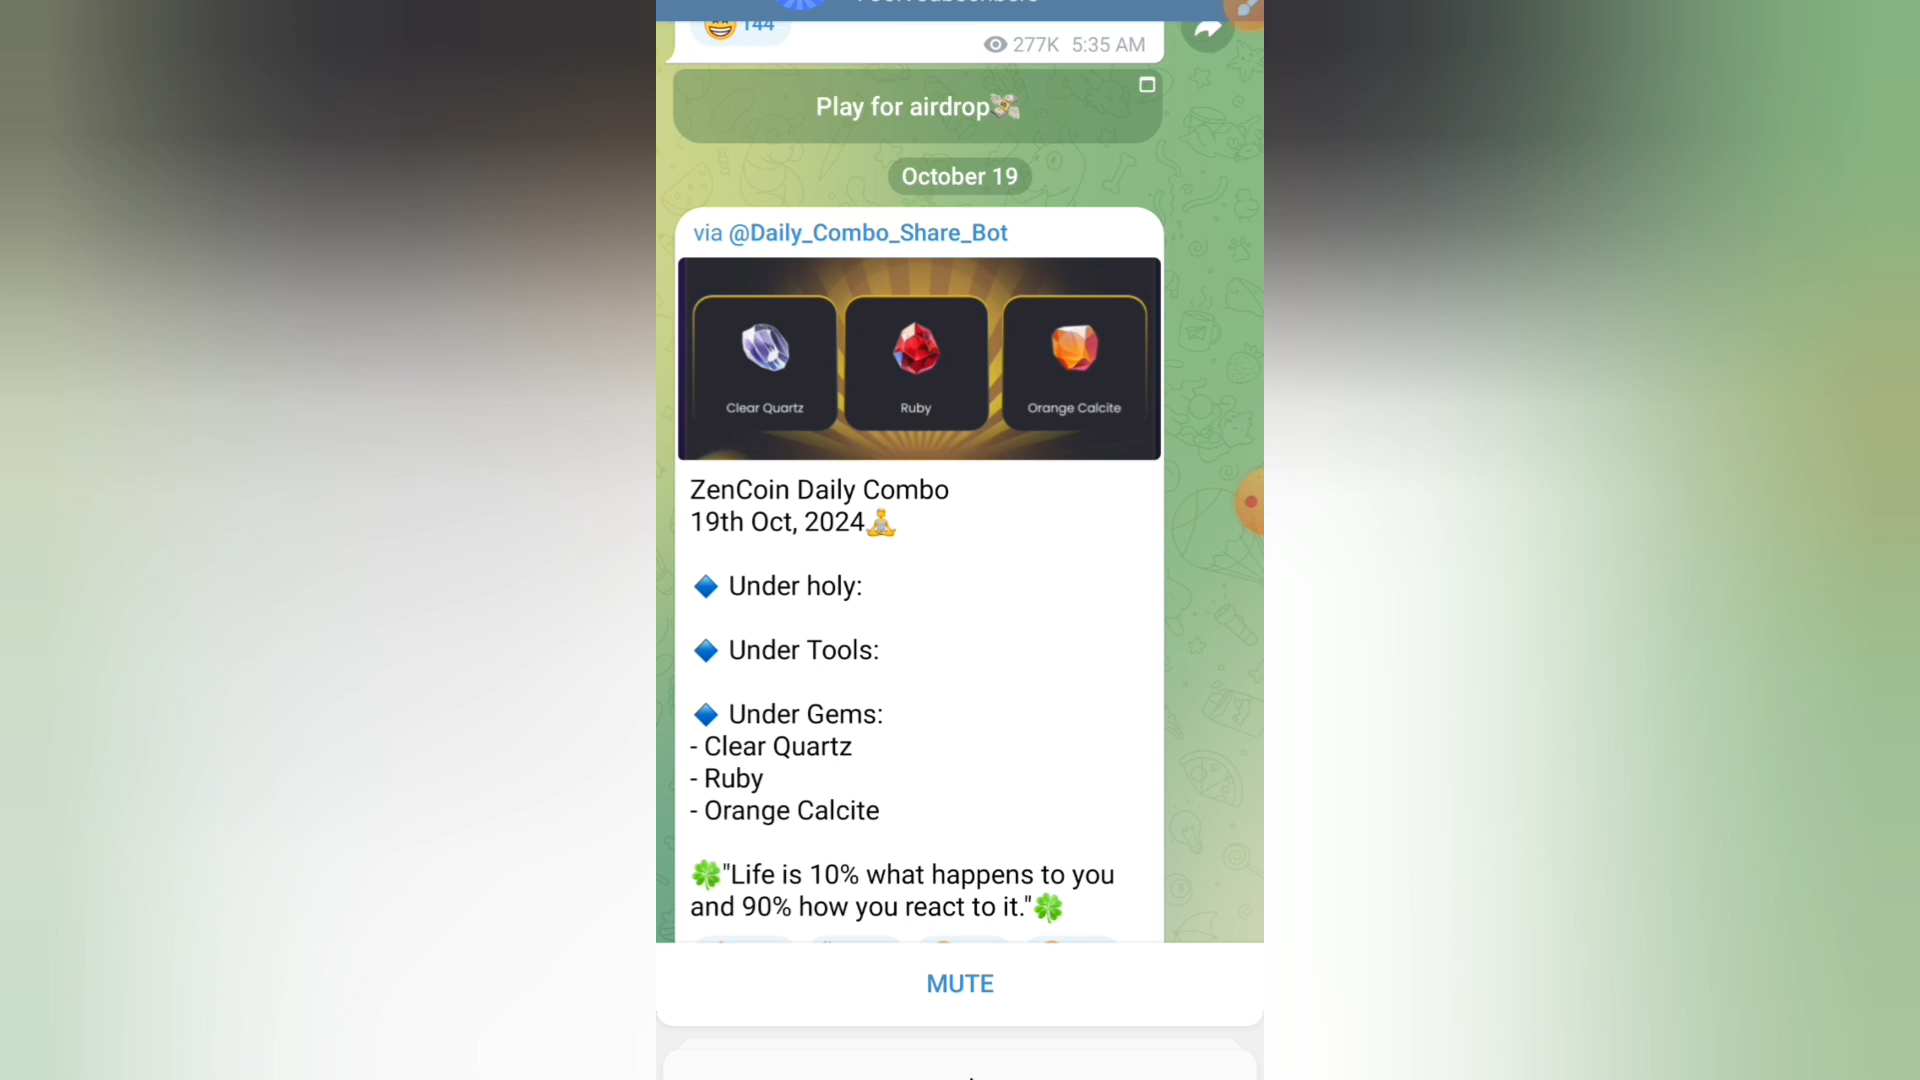 144
277K 5:35 AM
Play for airdrop💸
October 19
via @Daily_Combo_Share_Bot
Clear Quartz
Ruby
Orange Calcite
ZenCoin Daily Combo
19th Oct, 2024🧘
🔷 Under holy:
🔷 Under Tools:
🔷 Under Gems:
- Clear Quartz
- Ruby
- Orange Calcite
🍀"Life is 10% what happens to you
and 90% how you react to it."🍀
MUTE